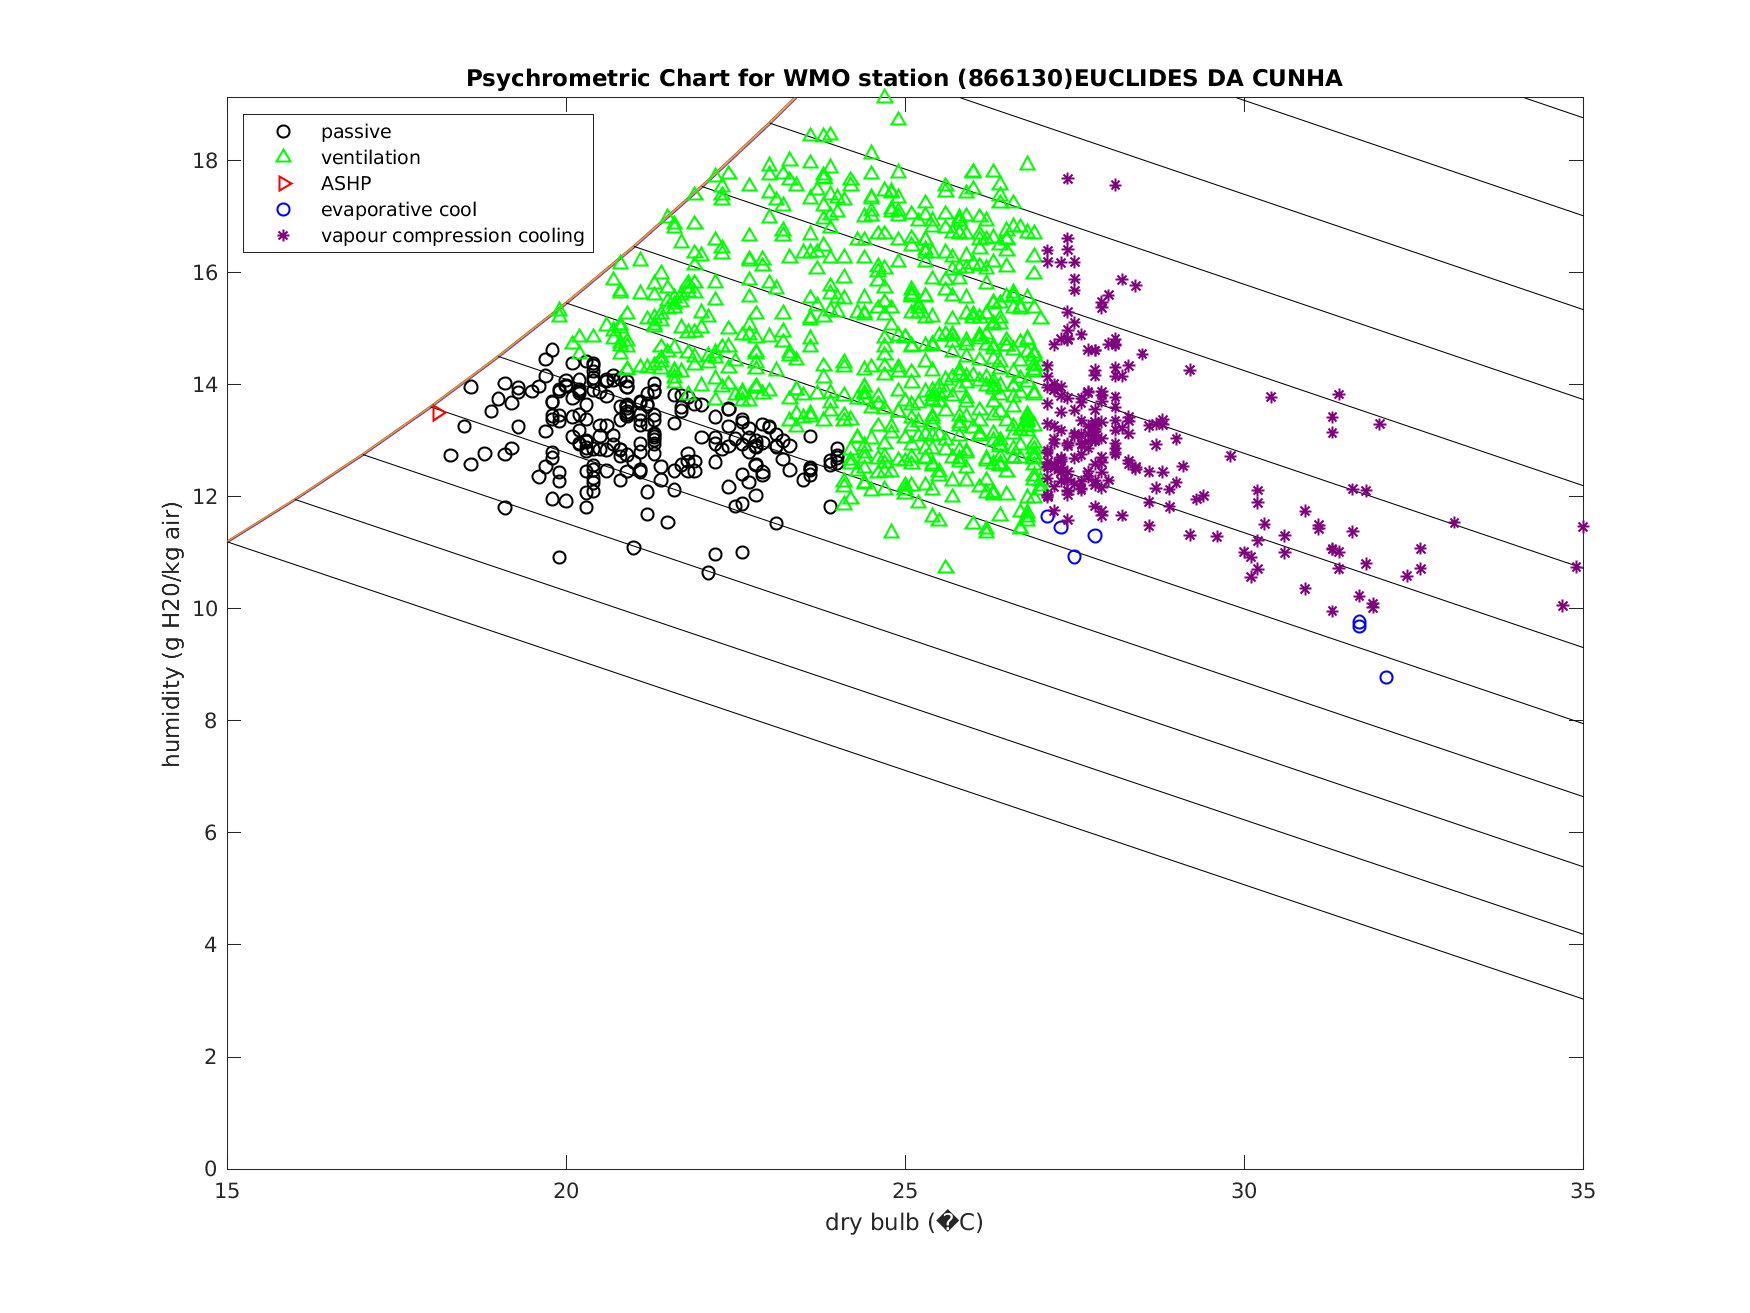 Psychrometric Chart for WMO station (866130)EUCLIDES DA CUNHA
passive
ventilation
ASHP
evaporative cool
vapour compression cooling
18
16
14
12
10
8
6
4
2
0
humidity (g H20/kg air)
15 20 25 30 35
dry bulb (�C)